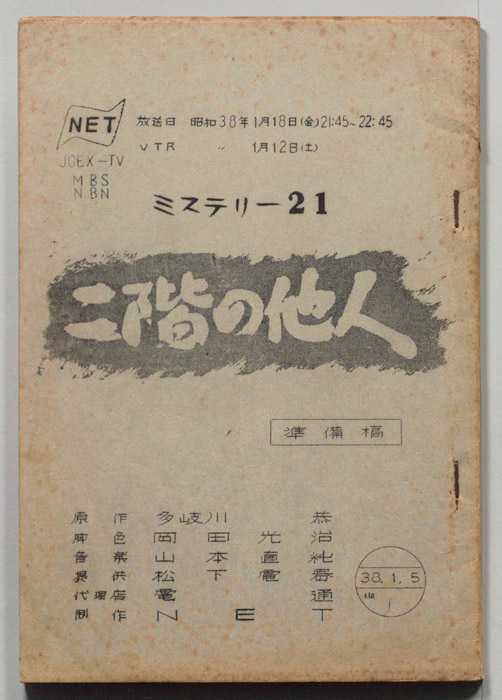 NET
放送日 昭和38年1月18日(金)21:45~22:45
JOEX-TV
VTR 〃 1月12日(土)
MBS
NBN
ミステリー21
二階の他人
準備稿
原作 多岐川 恭
脚色 岡田光治
音楽 山本直純
提供 松下電器
代理店 電通
制作 NET
38.1.5